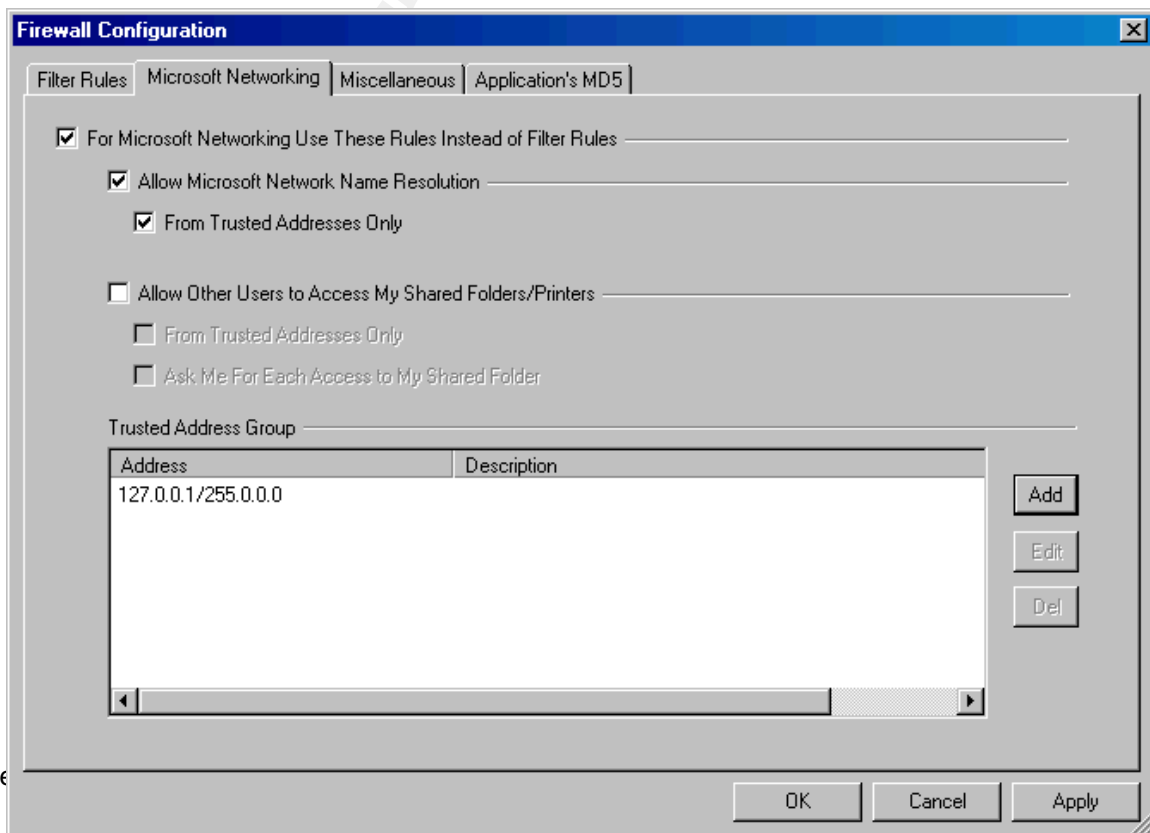 Firewall Configuration
Filter Rules Microsoft Networking Miscellaneous Application's MD5
For Microsoft Networking Use These Rules Instead of Filter Rules
Allow Microsoft Network Name Resolution
From Trusted Addresses Only
Allow Other Users to Access My Shared Folders/Printers
From Trusted Addresses Only
Ask Me For Each Access to My Shared Folder
Trusted Address Group
Address Description
127.0.0.1/255.0.0.0
Add
Edit
Del
OK Cancel Apply